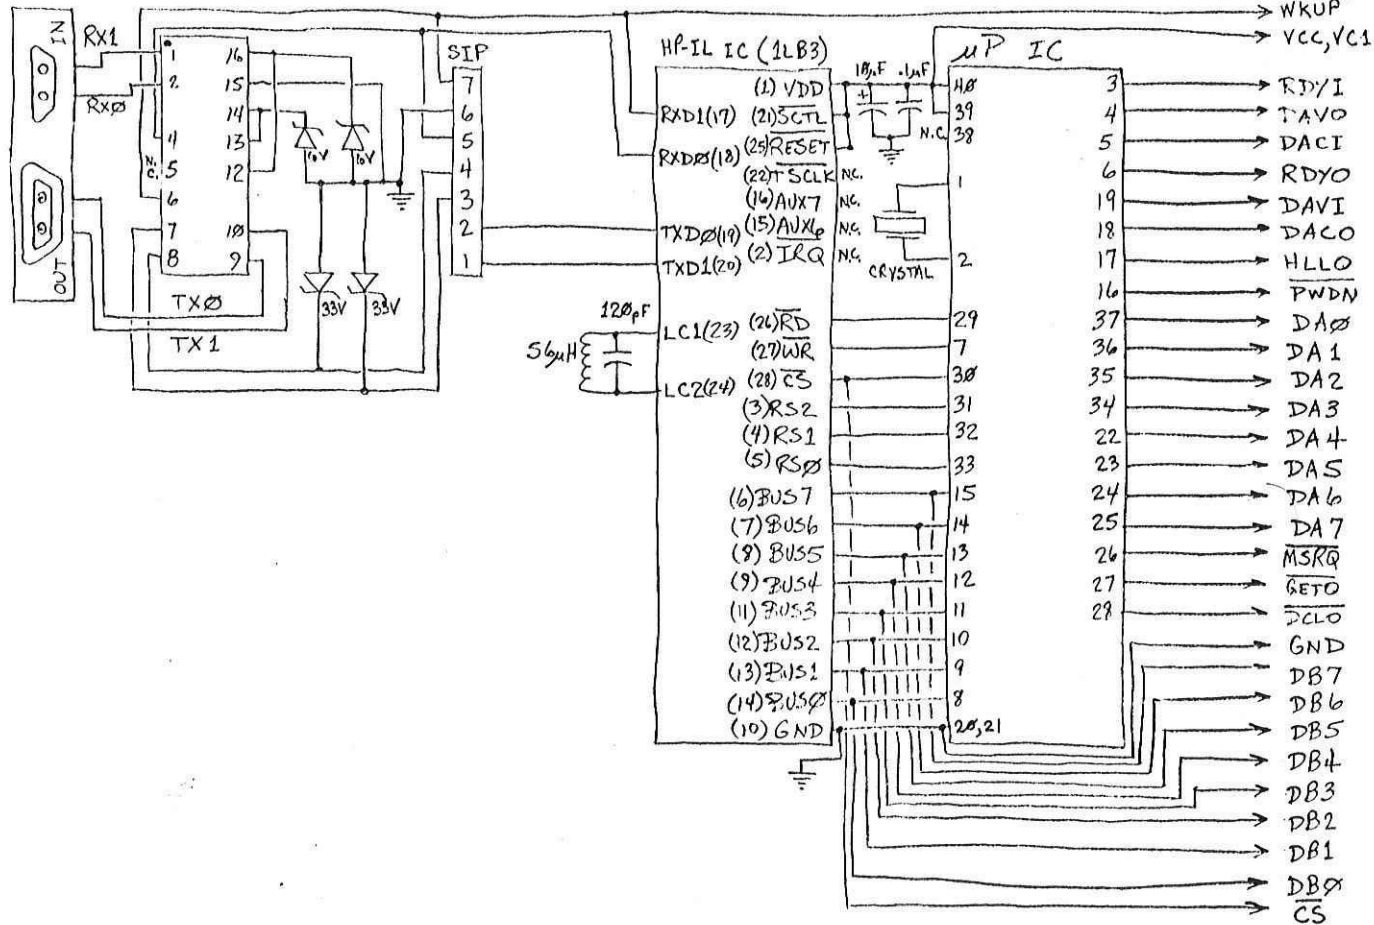 IN
RX1
RXØ
OUT
1
2
4
N.C. 5
6
7
8
16
15
14
13
12
10
9
TXØ
TX1
10V
10V
33V
33V
SIP
7
6
5
4
3
2
1
HP-IL IC (1LB3)
RXD1(17)
RXDØ(18)
TXDØ(19)
TXD1(20)
LC1(23)
LC2(24)
120pF
56µH
(1) VDD
(21) SCTL
(25) RESET
(22) TSCLK N.C.
(16) AUX7 N.C.
(15) AUX6 N.C.
(2) IRQ N.C.
(26) RD
(27) WR
(28) CS
(3) RS2
(4) RS1
(5) RSØ
(6) BUS7
(7) BUS6
(8) BUS5
(9) BUS4
(11) BUS3
(12) BUS2
(13) BUS1
(14) BUSØ
(10) GND
+
.1µF
CRYSTAL
µP IC
4Ø
39
N.C. 38
1
2
29
7
3Ø
31
32
33
15
14
13
12
11
10
9
8
2Ø,21
WKUP
VCC, VC1
3 RDYI
4 DAVO
5 DACI
6 RDYO
19 DAVI
18 DACO
17 HLLO
16 PWDN
37 DAØ
36 DA1
35 DA2
34 DA3
22 DA4
23 DA5
24 DA6
25 DA7
26 MSRQ
27 GETO
28 DCLO
GND
DB7
DB6
DB5
DB4
DB3
DB2
DB1
DBØ
CS